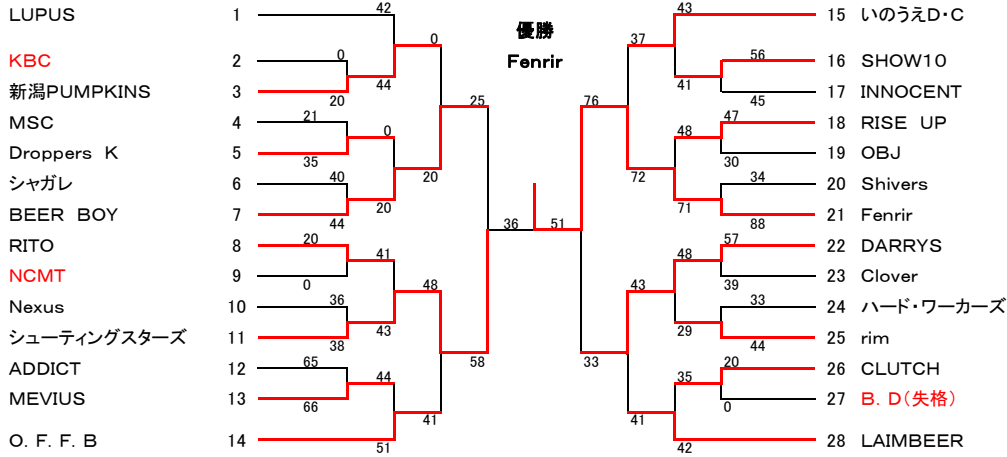 LUPUS 1 42 43 15 いのうえD・C
優勝
0 37
KBC 2 0 Fenrir 56 16 SHOW10
新潟PUMPKINS 3 20 44 41 45 17 INNOCENT
25 76
MSC 4 21 47 18 RISE UP
0 48
Droppers K 5 35 30 19 OBJ
20 72
シャガレ 6 40 34 20 Shivers
20 71
BEER BOY 7 44 88 21 Fenrir
36 51
RITO 8 20 57 22 DARRYS
41 48
NCMT 9 0 39 23 Clover
48 43
Nexus 10 36 33 24 ハード・ワーカーズ
43 29
シューティングスターズ 11 38 44 25 rim
58 33
ADDICT 12 65 20 26 CLUTCH
44 35
MEVIUS 13 66 0 27 B.D(失格)
41 41
O.F.F.B 14 51 42 28 LAIMBEER